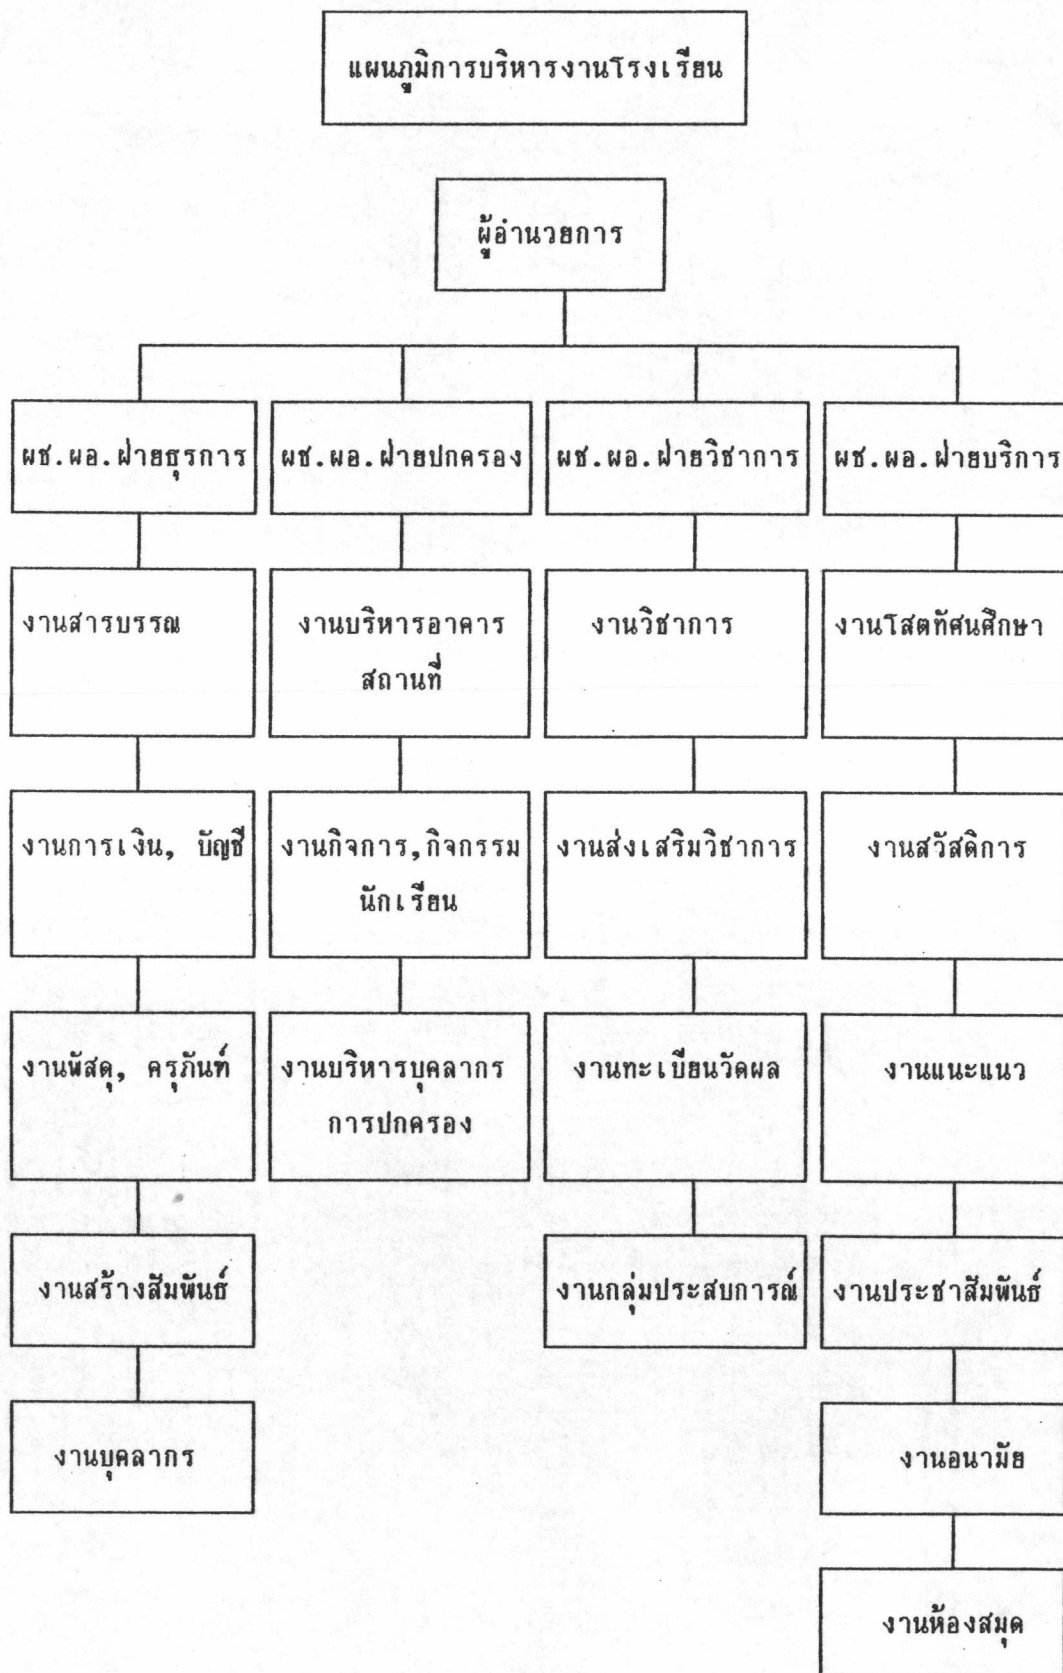 แผนภูมิการบริหารงานโรงเรียน
ผู้อำนวยการ
ผช.ผอ.ฝ่ายธุรการ
ผช.ผอ.ฝ่ายปกครอง
ผช.ผอ.ฝ่ายวิชาการ
ผช.ผอ.ฝ่ายบริการ
งานสารบรรณ
งานบริหารอาคาร
สถานที่
งานวิชาการ
งานโสตทัศนศึกษา
งานการเงิน, บัญชี
งานกิจการ,กิจกรรม
นักเรียน
งานส่งเสริมวิชาการ
งานสวัสดิการ
งานพัสดุ, ครุภันท์
งานบริหารบุคลากร
การปกครอง
งานทะเบียนวัดผล
งานแนะแนว
งานสร้างสัมพันธ์
งานกลุ่มประสบการณ์
งานประชาสัมพันธ์
งานบุคลากร
งานอนามัย
งานห้องสมุด